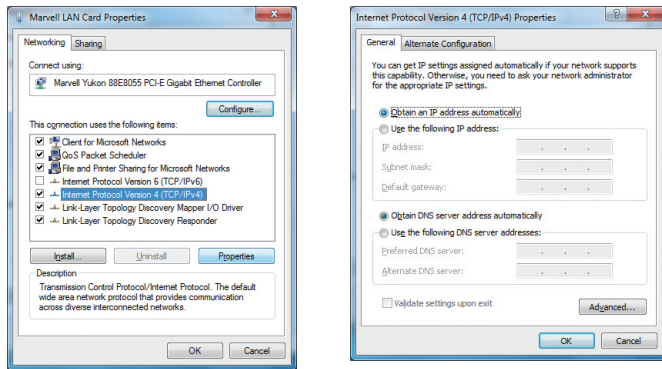 Marvell LAN Card Properties
Networking
Sharing
Connect using:
Marvell Yukon 88E8055 PCI-E Gigabit Ethernet Controller
Configure...
This connection uses the following items:
Client for Microsoft Networks
QoS Packet Scheduler
File and Printer Sharing for Microsoft Networks
Internet Protocol Version 6 (TCP/IPv6)
Internet Protocol Version 4 (TCP/IPv4)
Link-Layer Topology Discovery Mapper I/O Driver
Link-Layer Topology Discovery Responder
Install...
Uninstall
Properties
Description
Transmission Control Protocol/Internet Protocol. The default
wide area network protocol that provides communication
across diverse interconnected networks.
OK
Cancel
Internet Protocol Version 4 (TCP/IPv4) Properties
General
Alternate Configuration
You can get IP settings assigned automatically if your network supports
this capability. Otherwise, you need to ask your network administrator
for the appropriate IP settings.
Obtain an IP address automatically
Use the following IP address:
IP address:
Subnet mask:
Default gateway:
Obtain DNS server address automatically
Use the following DNS server addresses:
Preferred DNS server:
Alternate DNS server:
Validate settings upon exit
Advanced...
OK
Cancel